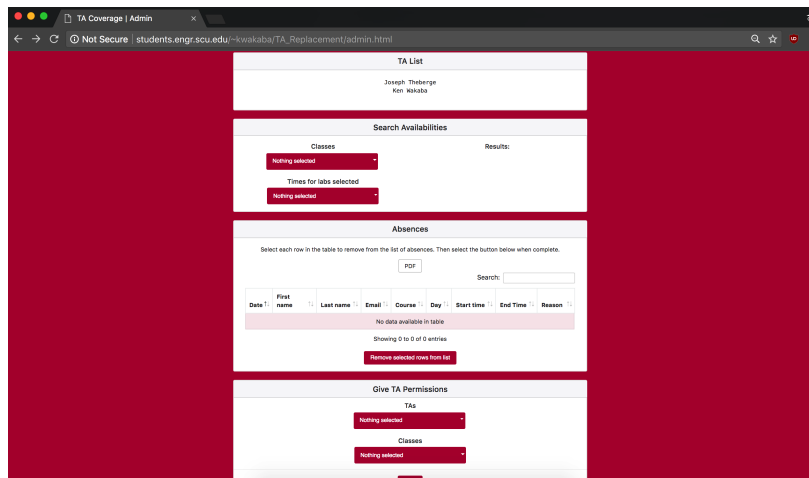 TA Coverage | Admin
Not Secure | students.engr.scu.edu/~kwakaba/TA_Replacement/admin.html
TA List
Joseph Theberge
Ken Wakaba
Search Availabilities
Classes
Results:
Nothing selected
Times for labs selected
Nothing selected
Absences
Select each row in the table to remove from the list of absences. Then select the button below when complete.
PDF
Search:
Date First name Last name Email Course Day Start time End Time Reason
No data available in table
Showing 0 to 0 of 0 entries
Remove selected rows from list
Give TA Permissions
TAs
Nothing selected
Classes
Nothing selected